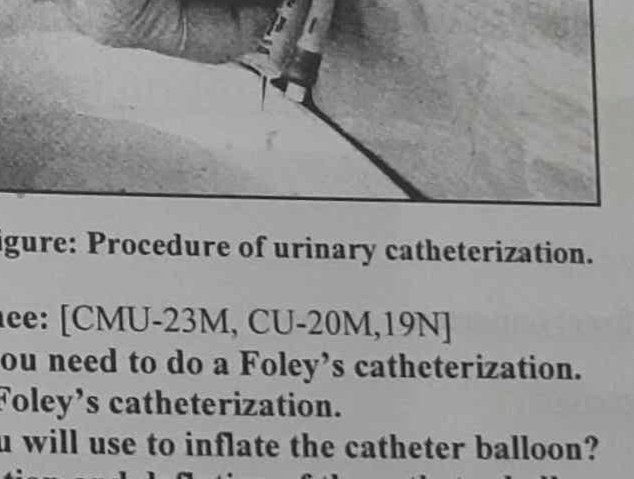 igure: Procedure of urinary catheterization.
nce: [CMU-23M, CU-20M,19N]
ou need to do a Foley's catheterization.
Foley's catheterization.
u will use to inflate the catheter balloon?